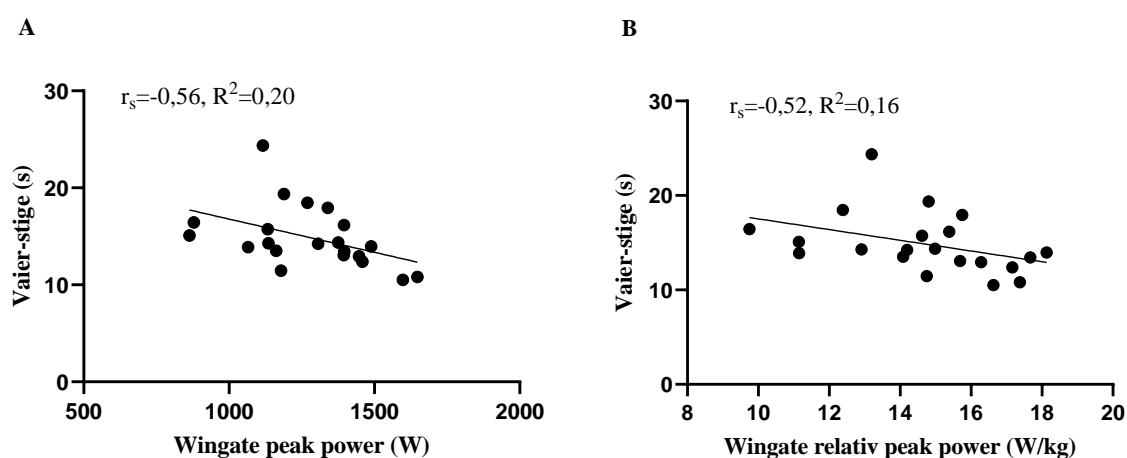 A
r_s=-0,56, R²=0,20
Vaier-stige (s)
30
20
10
0
500 1000 1500 2000
Wingate peak power (W)
B
r_s=-0,52, R²=0,16
Vaier-stige (s)
30
20
10
0
8 10 12 14 16 18 20
Wingate relativ peak power (W/kg)